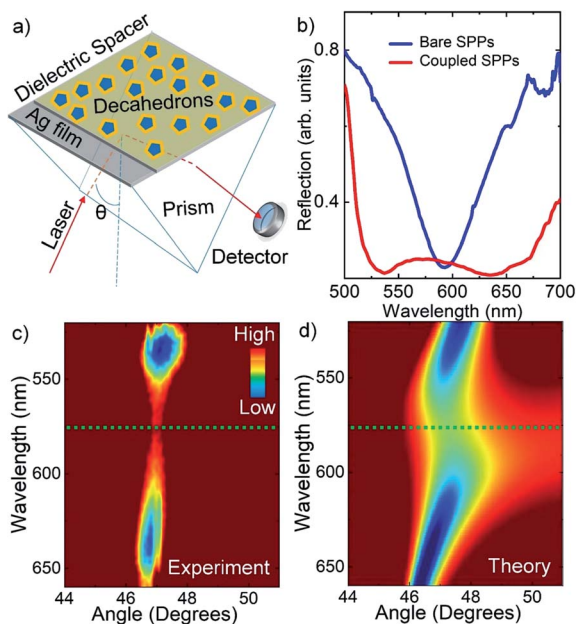 a)
Dielectric Spacer
Decahedrons
Ag film
Laser
θ
Prism
Detector
b)
Reflection (arb. units)
0.8
0.4
Bare SPPs
Coupled SPPs
500 550 600 650 700
Wavelength (nm)
c)
Wavelength (nm)
550
600
650
High
Low
Experiment
44 46 48 50
Angle (Degrees)
d)
Wavelength (nm)
550
600
650
Theory
44 46 48 50
Angle (Degrees)